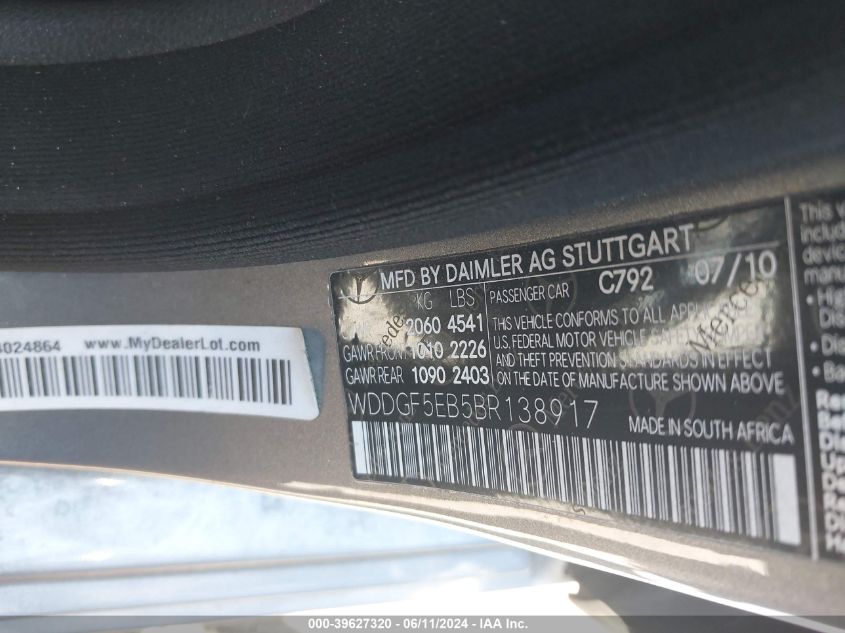 4024864 www.MyDealerLot.com
MFD BY DAIMLER AG STUTTGART
C792 07/10
KG LBS
2060 4541
GAWR FRONT 1010 2226
GAWR REAR 1090 2403
PASSENGER CAR
THIS VEHICLE CONFORMS TO ALL APPLICABLE
U.S. FEDERAL MOTOR VEHICLE SAFETY
AND THEFT PREVENTION STANDARDS IN EFFECT
ON THE DATE OF MANUFACTURE SHOWN ABOVE
WDDGF5EB5BR138917
MADE IN SOUTH AFRICA
000-39627320 - 06/11/2024 - IAA Inc.